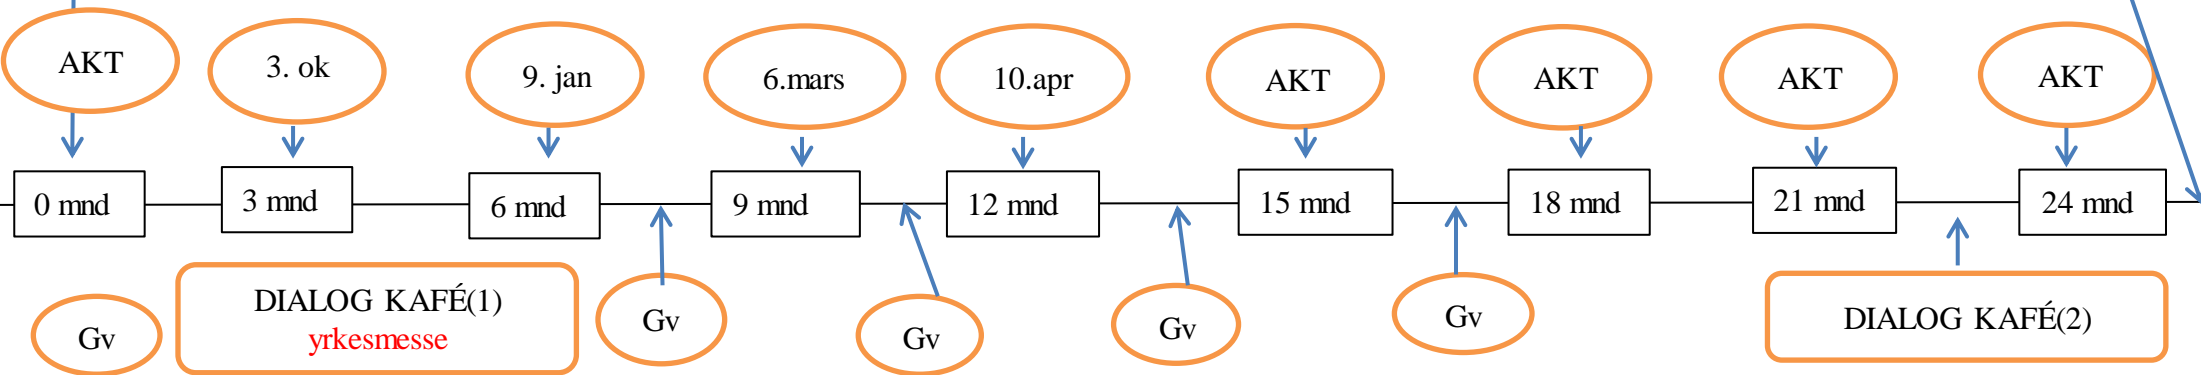 AKT
3. ok
9. jan
6.mars
10.apr
AKT
AKT
AKT
AKT
0 mnd
3 mnd
6 mnd
9 mnd
12 mnd
15 mnd
18 mnd
21 mnd
24 mnd
Gv
DIALOG KAFÉ(1)
yrkesmesse
Gv
Gv
Gv
Gv
DIALOG KAFÉ(2)